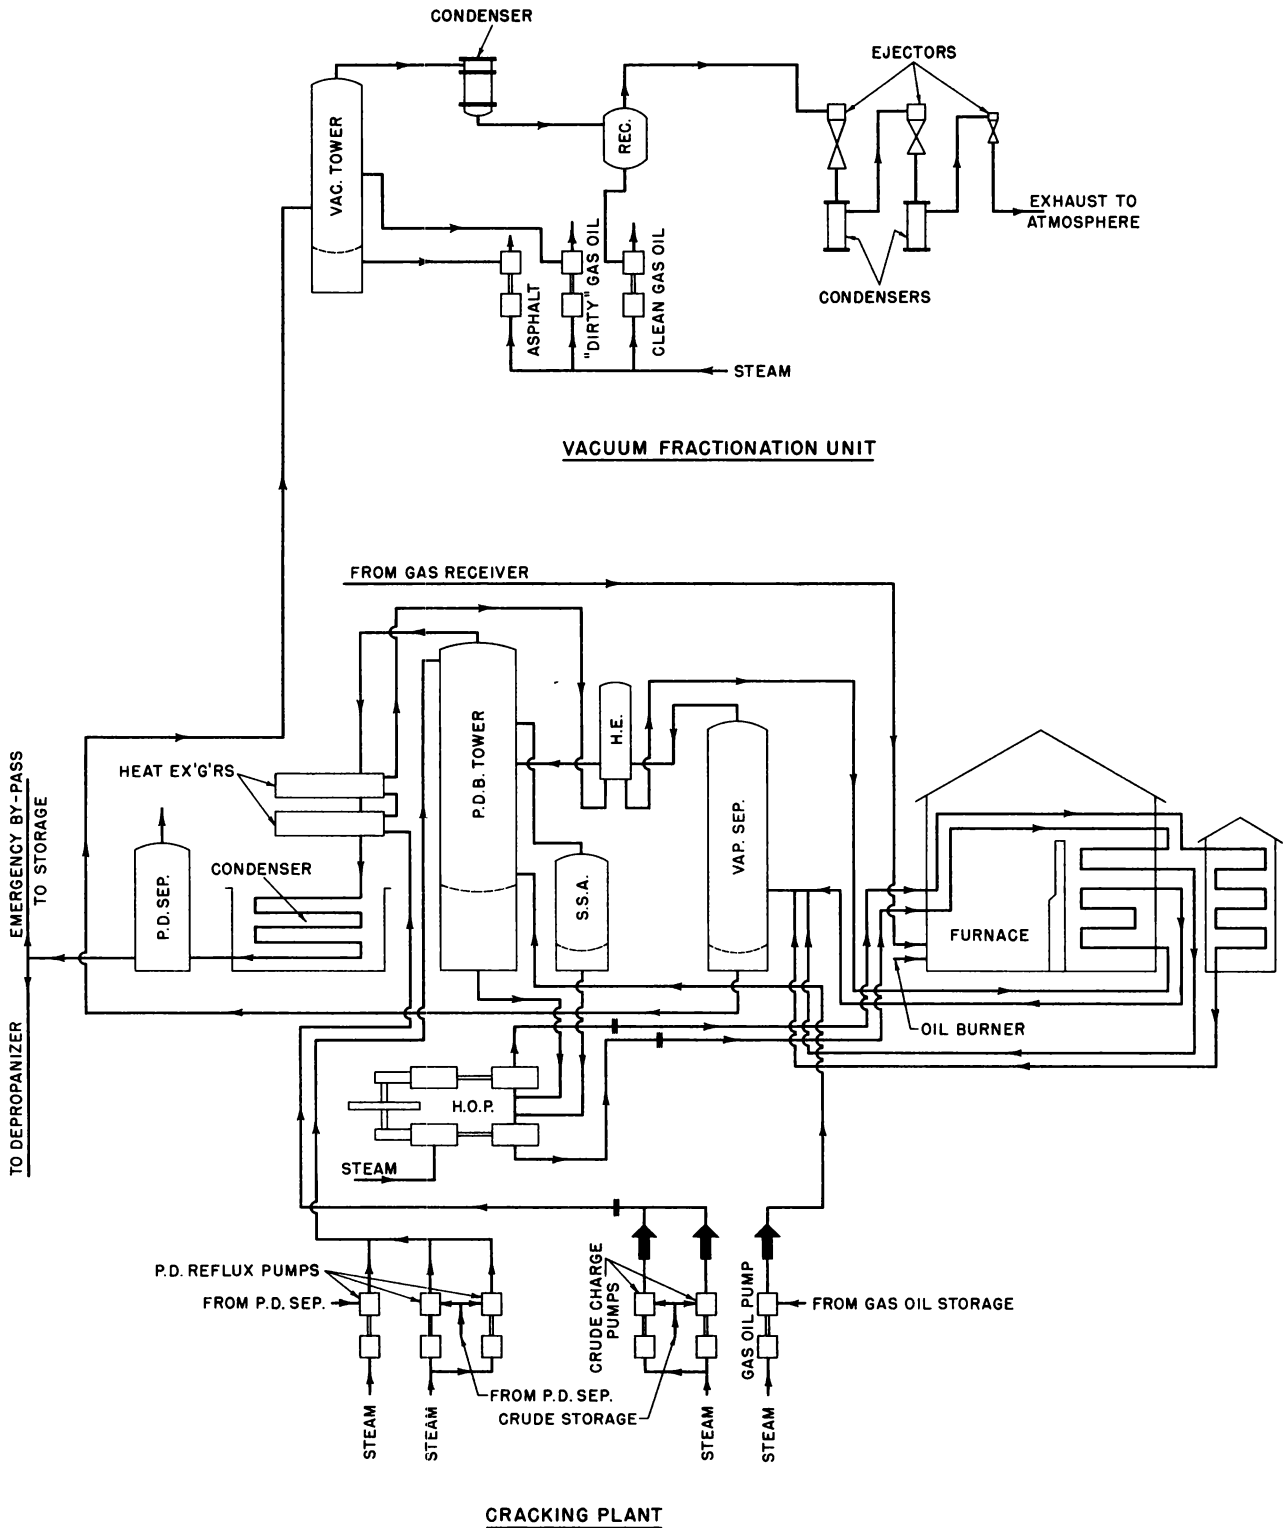 CONDENSER
EJECTORS
VAC. TOWER
REC.
EXHAUST TO
ATMOSPHERE
CONDENSERS
ASPHALT
"DIRTY" GAS OIL
CLEAN GAS OIL
STEAM
VACUUM FRACTIONATION UNIT
FROM GAS RECEIVER
EMERGENCY BY-PASS
TO STORAGE
HEAT EX'G'RS
P.D.B. TOWER
H.E.
VAP. SEP.
P.D. SEP.
CONDENSER
S.S.A.
FURNACE
OIL BURNER
TO DEPROPANIZER
H.O.P.
STEAM
P.D. REFLUX PUMPS
FROM P.D. SEP.
CRUDE CHARGE
PUMPS
GAS OIL PUMP
FROM GAS OIL STORAGE
FROM P.D. SEP.
CRUDE STORAGE
STEAM
STEAM
STEAM
STEAM
CRACKING PLANT